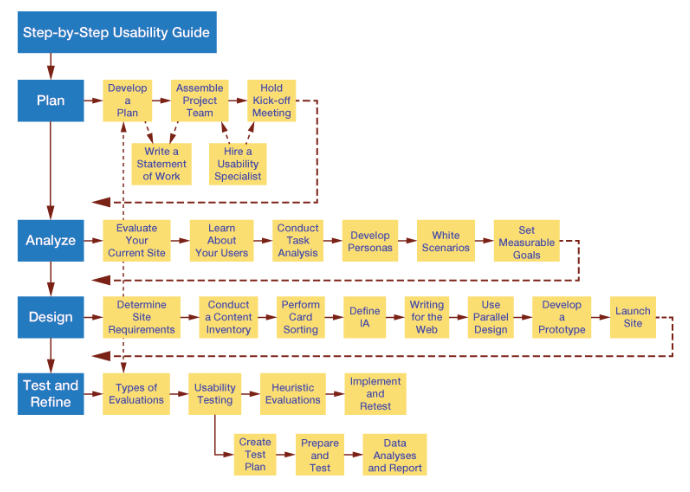 Step-by-Step Usability Guide
Plan
Develop
a
Plan
Assemble
Project
Team
Hold
Kick-off
Meeting
Write a
Statement
of Work
Hire a
Usability
Specialist
Analyze
Evaluate
Your
Current Site
Learn
About
Your Users
Conduct
Task
Analysis
Develop
Personas
White
Scenarios
Set
Measurable
Goals
Design
Determine
Site
Requirements
Conduct
a Content
Inventory
Perform
Card
Sorting
Define
IA
Writing
for the
Web
Use
Parallel
Design
Develop
a
Prototype
Launch
Site
Test and
Refine
Types of
Evaluations
Usability
Testing
Heuristic
Evaluations
Implement
and
Retest
Create
Test
Plan
Prepare
and
Test
Data
Analyses
and Report